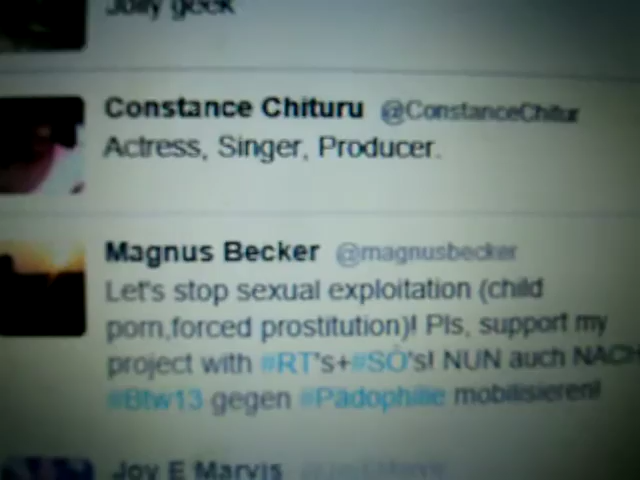 Jolly geek
Constance Chituru @ConstanceChitur
Actress, Singer, Producer.
Magnus Becker @magnusbecker
Let's stop sexual exploitation (child
porn,forced prostitution)! Pls, support my
project with #RT's+#SO's! NUN auch NACH
#Btw13 gegen #Pädophilie mobilisieren!
Joy E Marvis